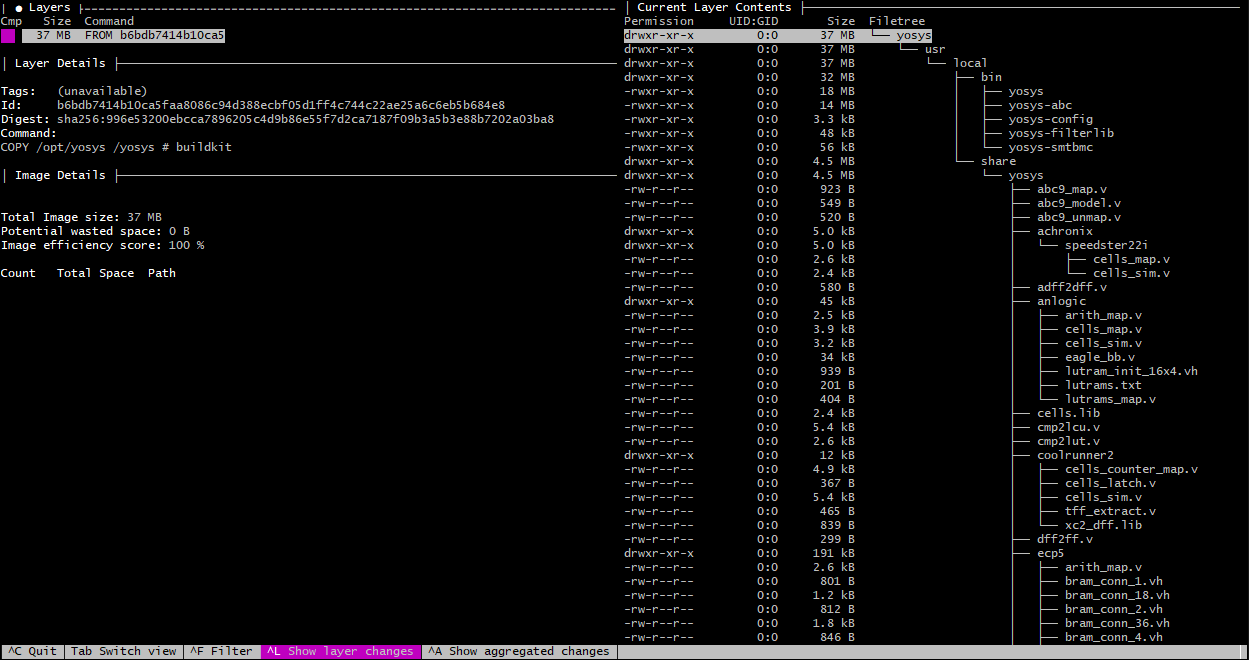 ● Layers
Cmp Size Command
37 MB FROM b6bdb7414b10ca5
Layer Details
Tags: (unavailable)
Id: b6bdb7414b10ca5faa8086c94d388ecbf05d1ff4c744c22ae25a6c6eb5b684e8
Digest: sha256:996e53200ebcca7896205c4d9b86e55f7d2ca7187f09b3a5b3e88b7202a03ba8
Command:
COPY /opt/yosys /yosys # buildkit
Image Details
Total Image size: 37 MB
Potential wasted space: 0 B
Image efficiency score: 100 %
Count Total Space Path
Current Layer Contents
Permission UID:GID Size Filetree
drwxr-xr-x 0:0 37 MB └── yosys
drwxr-xr-x 0:0 37 MB └── usr
drwxr-xr-x 0:0 37 MB └── local
drwxr-xr-x 0:0 32 MB ├── bin
-rwxr-xr-x 0:0 18 MB ├── yosys
-rwxr-xr-x 0:0 14 MB ├── yosys-abc
-rwxr-xr-x 0:0 3.3 kB ├── yosys-config
-rwxr-xr-x 0:0 48 kB ├── yosys-filterlib
-rwxr-xr-x 0:0 56 kB └── yosys-smtbmc
drwxr-xr-x 0:0 4.5 MB └── share
drwxr-xr-x 0:0 4.5 MB └── yosys
-rw-r--r-- 0:0 923 B ├── abc9_map.v
-rw-r--r-- 0:0 549 B ├── abc9_model.v
-rw-r--r-- 0:0 520 B ├── abc9_unmap.v
drwxr-xr-x 0:0 5.0 kB ├── achronix
drwxr-xr-x 0:0 5.0 kB │ └── speedster22i
-rw-r--r-- 0:0 2.6 kB │ ├── cells_map.v
-rw-r--r-- 0:0 2.4 kB │ └── cells_sim.v
-rw-r--r-- 0:0 580 B ├── adff2dff.v
drwxr-xr-x 0:0 45 kB ├── anlogic
-rw-r--r-- 0:0 2.5 kB │ ├── arith_map.v
-rw-r--r-- 0:0 3.9 kB │ ├── cells_map.v
-rw-r--r-- 0:0 3.2 kB │ ├── cells_sim.v
-rw-r--r-- 0:0 34 kB │ ├── eagle_bb.v
-rw-r--r-- 0:0 939 B │ ├── lutram_init_16x4.vh
-rw-r--r-- 0:0 201 B │ ├── lutrams.txt
-rw-r--r-- 0:0 404 B │ └── lutrams_map.v
-rw-r--r-- 0:0 2.4 kB ├── cells.lib
-rw-r--r-- 0:0 5.4 kB ├── cmp2lcu.v
-rw-r--r-- 0:0 2.6 kB ├── cmp2lut.v
drwxr-xr-x 0:0 12 kB ├── coolrunner2
-rw-r--r-- 0:0 4.9 kB │ ├── cells_counter_map.v
-rw-r--r-- 0:0 367 B │ ├── cells_latch.v
-rw-r--r-- 0:0 5.4 kB │ ├── cells_sim.v
-rw-r--r-- 0:0 465 B │ ├── tff_extract.v
-rw-r--r-- 0:0 839 B │ └── xc2_dff.lib
-rw-r--r-- 0:0 299 B ├── dff2ff.v
drwxr-xr-x 0:0 191 kB ├── ecp5
-rw-r--r-- 0:0 2.6 kB │ ├── arith_map.v
-rw-r--r-- 0:0 801 B │ ├── bram_conn_1.vh
-rw-r--r-- 0:0 1.2 kB │ ├── bram_conn_18.vh
-rw-r--r-- 0:0 812 B │ ├── bram_conn_2.vh
-rw-r--r-- 0:0 1.8 kB │ ├── bram_conn_36.vh
-rw-r--r-- 0:0 846 B │ ├── bram_conn_4.vh
^C Quit | Tab Switch view | ^F Filter ^L Show layer changes ^A Show aggregated changes